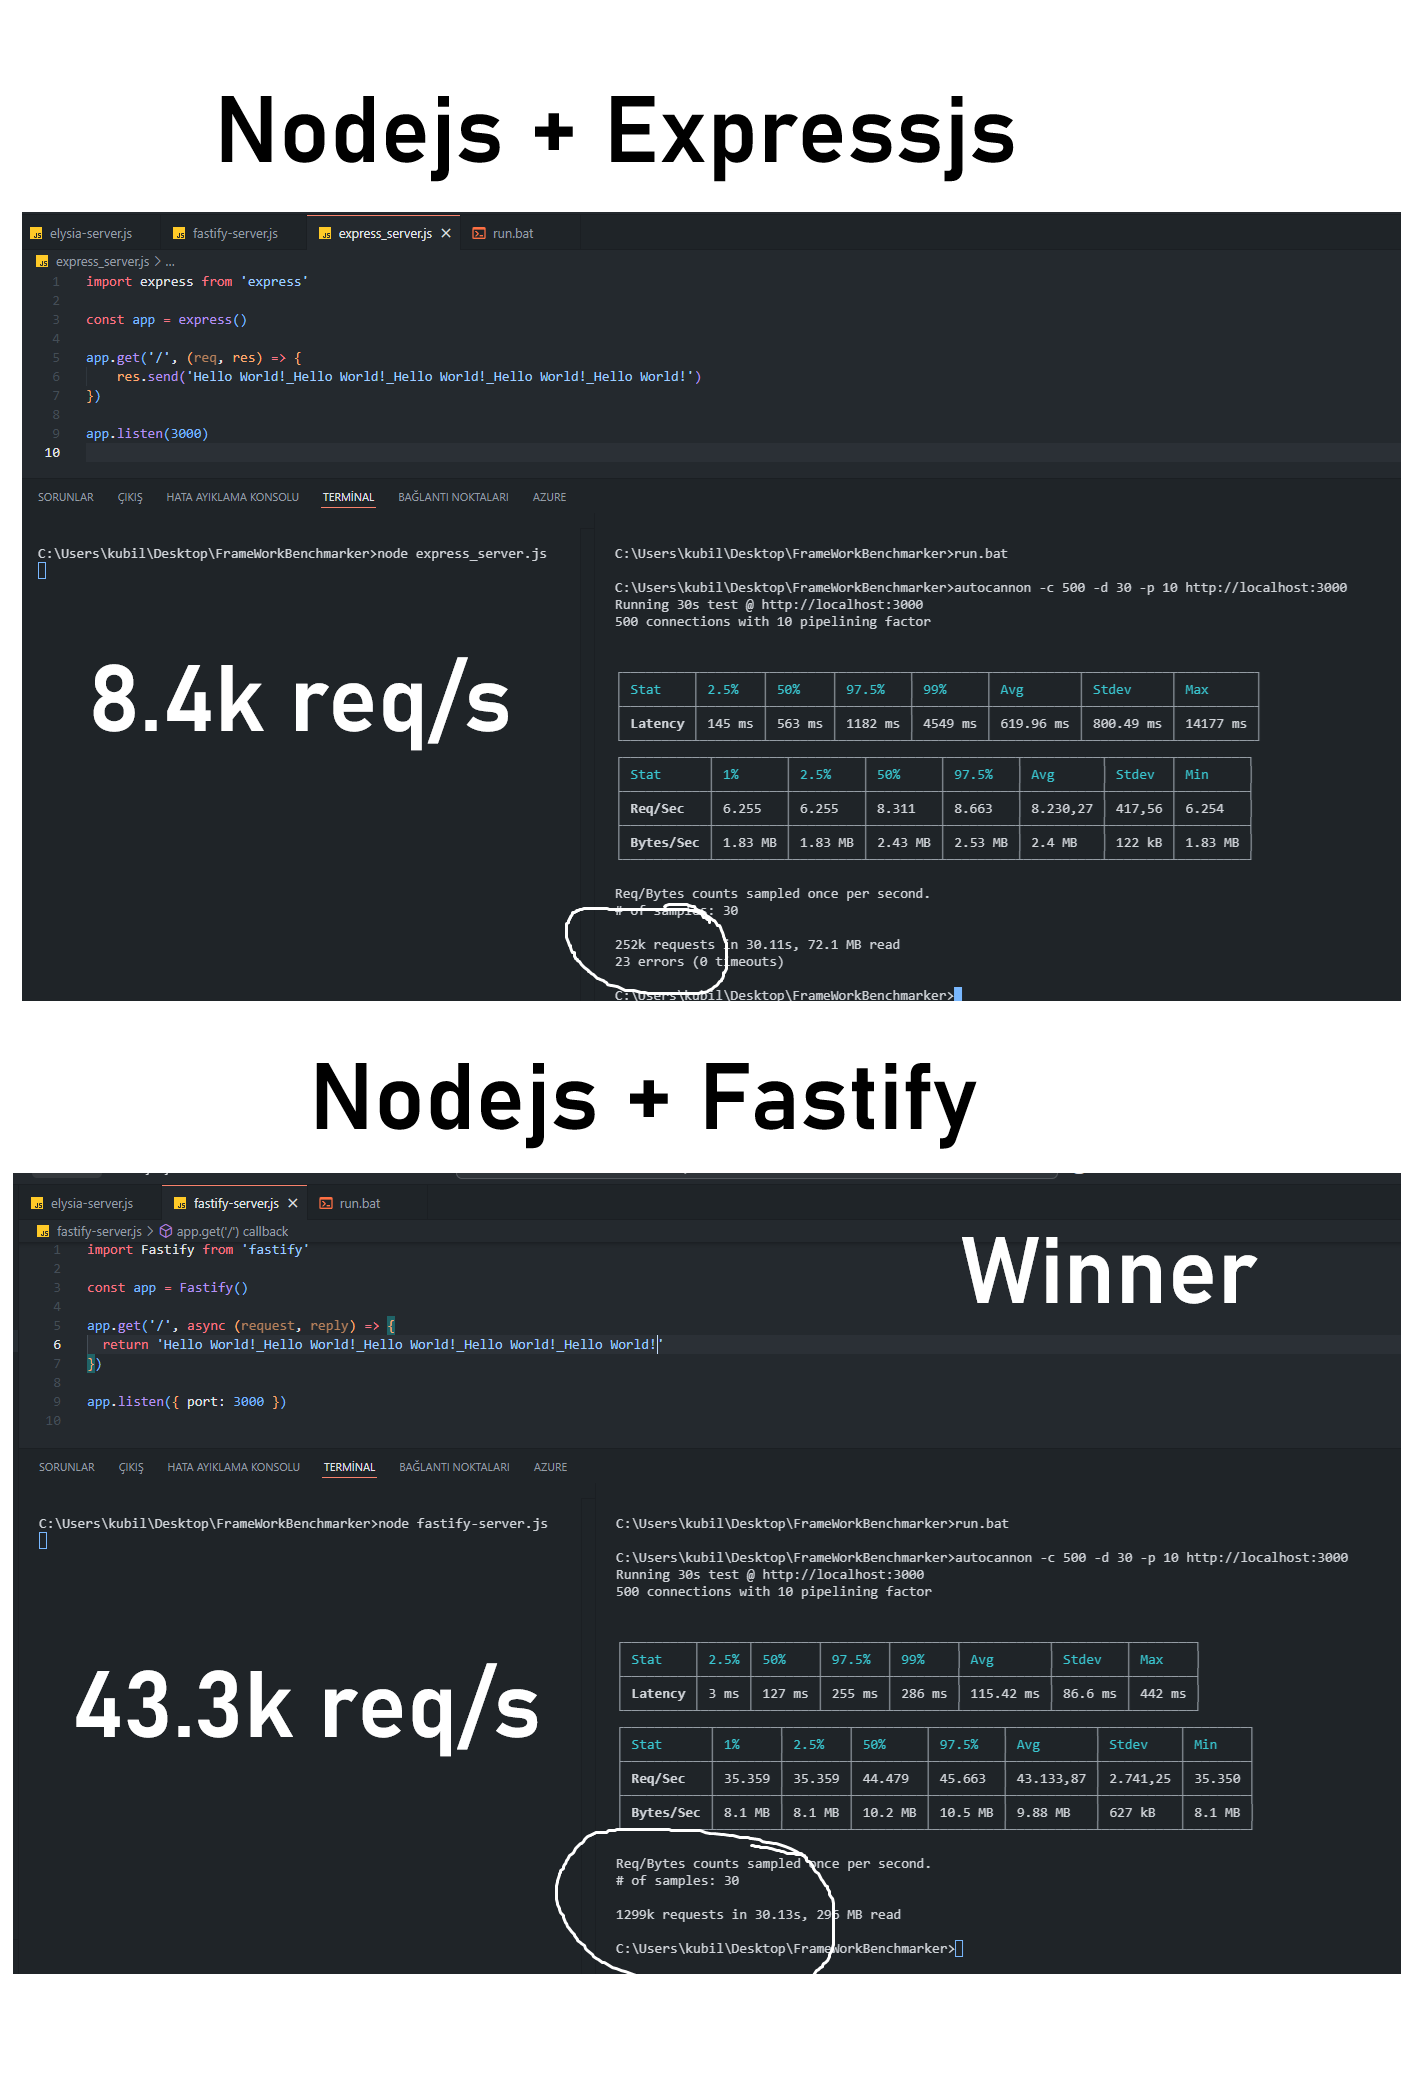 Nodejs + Expressjs
elysia-server.js fastify-server.js express_server.js × run.bat
express_server.js > ...
1 import express from 'express'
2
3 const app = express()
4
5 app.get('/', (req, res) => {
6 res.send('Hello World!_Hello World!_Hello World!_Hello World!_Hello World!')
7 })
8
9 app.listen(3000)
10
SORUNLAR ÇIKIŞ HATA AYIKLAMA KONSOLU TERMİNAL BAĞLANTI NOKTALARI AZURE
C:\Users\kubil\Desktop\FrameWorkBenchmarker>node express_server.js
8.4k req/s
C:\Users\kubil\Desktop\FrameWorkBenchmarker>run.bat
C:\Users\kubil\Desktop\FrameWorkBenchmarker>autocannon -c 500 -d 30 -p 10 http://localhost:3000
Running 30s test @ http://localhost:3000
500 connections with 10 pipelining factor
Stat 2.5% 50% 97.5% 99% Avg Stdev Max
Latency 145 ms 563 ms 1182 ms 4549 ms 619.96 ms 800.49 ms 14177 ms
Stat 1% 2.5% 50% 97.5% Avg Stdev Min
Req/Sec 6.255 6.255 8.311 8.663 8.230,27 417,56 6.254
Bytes/Sec 1.83 MB 1.83 MB 2.43 MB 2.53 MB 2.4 MB 122 kB 1.83 MB
Req/Bytes counts sampled once per second.
# of samples: 30
252k requests in 30.11s, 72.1 MB read
23 errors (0 timeouts)
C:\Users\kubil\Desktop\FrameWorkBenchmarker>
Nodejs + Fastify
elysia-server.js fastify-server.js × run.bat
fastify-server.js > app.get('/') callback
Winner
1 import Fastify from 'fastify'
2
3 const app = Fastify()
4
5 app.get('/', async (request, reply) => {
6 return 'Hello World!_Hello World!_Hello World!_Hello World!_Hello World!'
7 })
8
9 app.listen({ port: 3000 })
10
SORUNLAR ÇIKIŞ HATA AYIKLAMA KONSOLU TERMİNAL BAĞLANTI NOKTALARI AZURE
C:\Users\kubil\Desktop\FrameWorkBenchmarker>node fastify-server.js
43.3k req/s
C:\Users\kubil\Desktop\FrameWorkBenchmarker>run.bat
C:\Users\kubil\Desktop\FrameWorkBenchmarker>autocannon -c 500 -d 30 -p 10 http://localhost:3000
Running 30s test @ http://localhost:3000
500 connections with 10 pipelining factor
Stat 2.5% 50% 97.5% 99% Avg Stdev Max
Latency 3 ms 127 ms 255 ms 286 ms 115.42 ms 86.6 ms 442 ms
Stat 1% 2.5% 50% 97.5% Avg Stdev Min
Req/Sec 35.359 35.359 44.479 45.663 43.133,87 2.741,25 35.350
Bytes/Sec 8.1 MB 8.1 MB 10.2 MB 10.5 MB 9.88 MB 627 kB 8.1 MB
Req/Bytes counts sampled once per second.
# of samples: 30
1299k requests in 30.13s, 296 MB read
C:\Users\kubil\Desktop\FrameWorkBenchmarker>